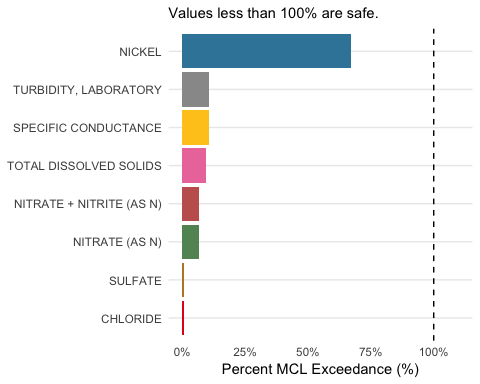 Values less than 100% are safe.
NICKEL
TURBIDITY, LABORATORY
SPECIFIC CONDUCTANCE
TOTAL DISSOLVED SOLIDS
NITRATE + NITRITE (AS N)
NITRATE (AS N)
SULFATE
CHLORIDE
0% 25% 50% 75% 100%
Percent MCL Exceedance (%)